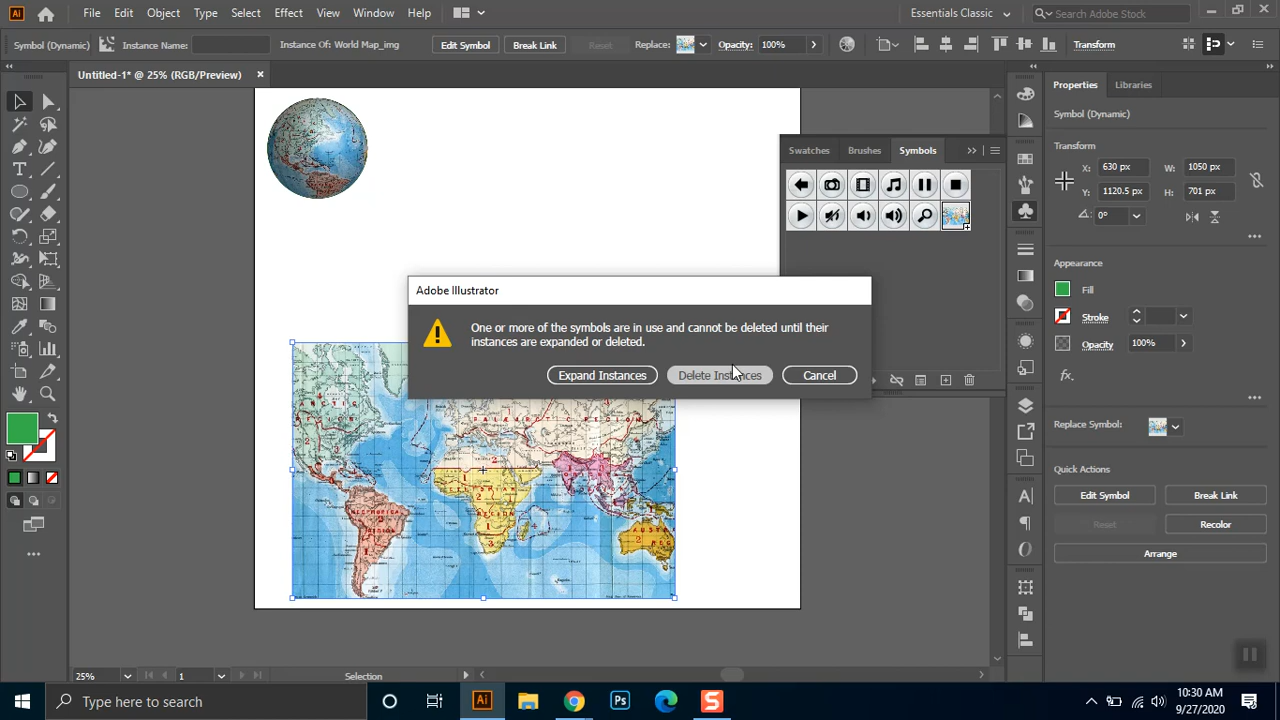 Ai File Edit Object Type Select Effect View Window Help Essentials Classic Search Adobe Stock
Symbol (Dynamic) Instance Name: Instance Of: World Map_img Edit Symbol Break Link Reset Replace: Opacity: 100% Transform
Untitled-1* @ 25% (RGB/Preview)
Properties Libraries
Symbol (Dynamic)
Transform
X: 630 px W: 1050 px
Y: 1120.5 px H: 701 px
0°
Swatches Brushes Symbols
Appearance
Fill
Stroke
Opacity 100%
fx.
Replace Symbol:
Quick Actions
Edit Symbol Break Link
Reset Recolor
Arrange
Adobe Illustrator
One or more of the symbols are in use and cannot be deleted until their
instances are expanded or deleted.
Expand Instances Delete Instances Cancel
25% 1 Selection
Type here to search
Ai Ps S
6:30 AM
9/27/2020